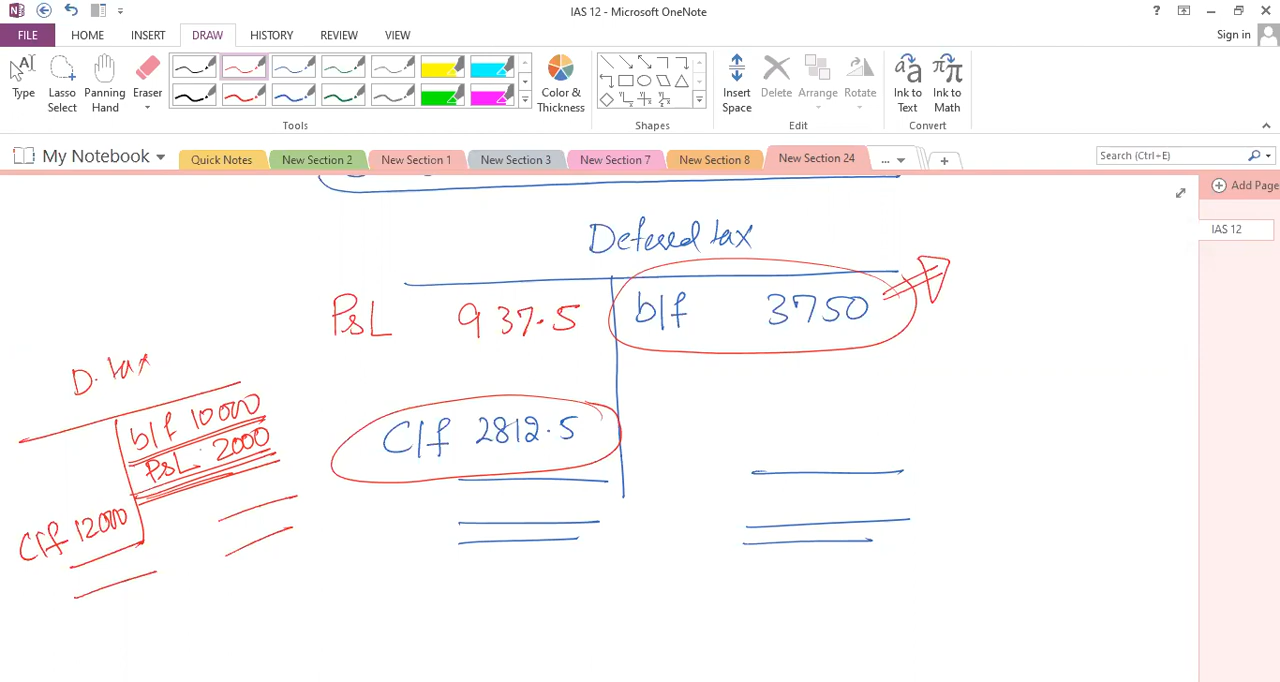 IAS 12 - Microsoft OneNote
?
FILE
HOME
INSERT
DRAW
HISTORY
REVIEW
VIEW
Sign in
Type
Lasso Select
Panning Hand
Eraser
Color & Thickness
Insert Space
Delete
Arrange
Rotate
Ink to Text
Ink to Math
Tools
Shapes
Edit
Convert
My Notebook
Quick Notes
New Section 2
New Section 1
New Section 3
New Section 7
New Section 8
New Section 24
...
Search (Ctrl+E)
Add Page
IAS 12
Deferred tax
P&L 937.5
b/f 3750
C/f 2812.5
D. tax
b/f 10000
P&L. 2000
C/f 12000